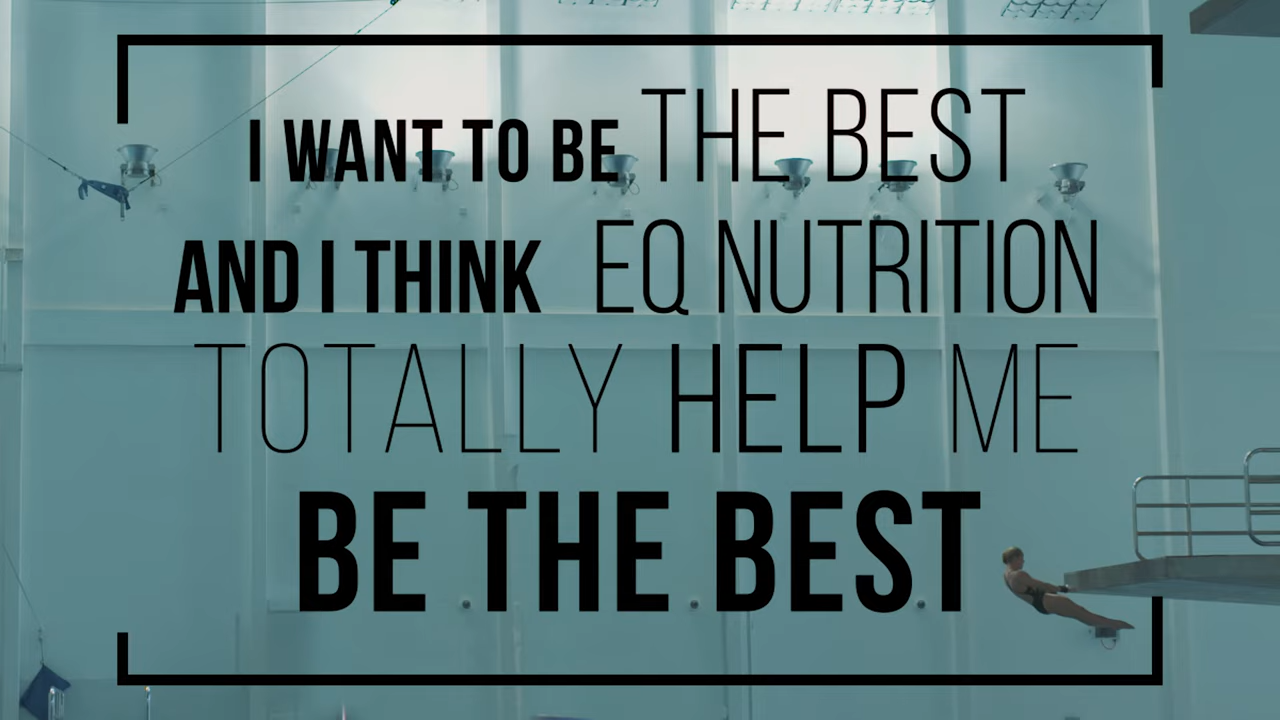 I WANT TO BE THE BEST
AND I THINK EQ NUTRITION
TOTALLY HELP ME
BE THE BEST